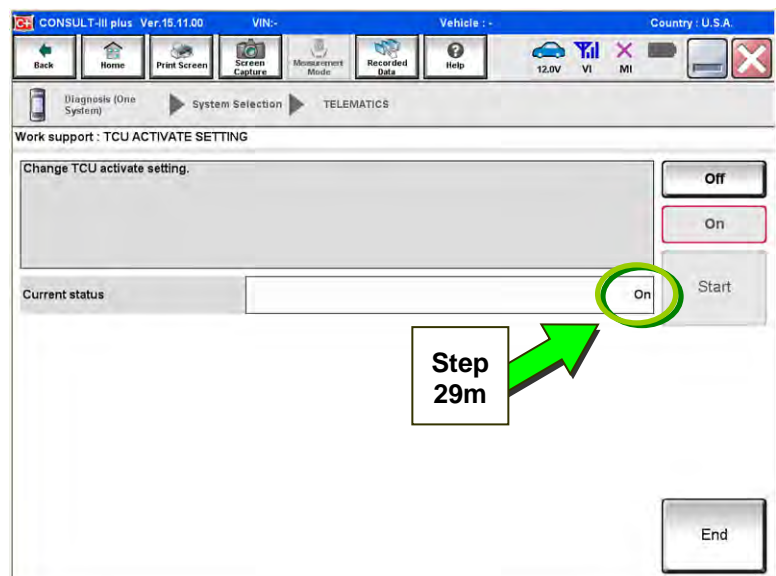 CONSULT-III plus Ver.15.11.00 VIN:- Vehicle : - Country : U.S.A.
Back Home Print Screen Screen Capture Measurement Mode Recorded Data Help 12.0V VI MI
Diagnosis (One System) System Selection TELEMATICS
Work support : TCU ACTIVATE SETTING
Change TCU activate setting.
Off
On
Current status On
Start
Step
29m
End